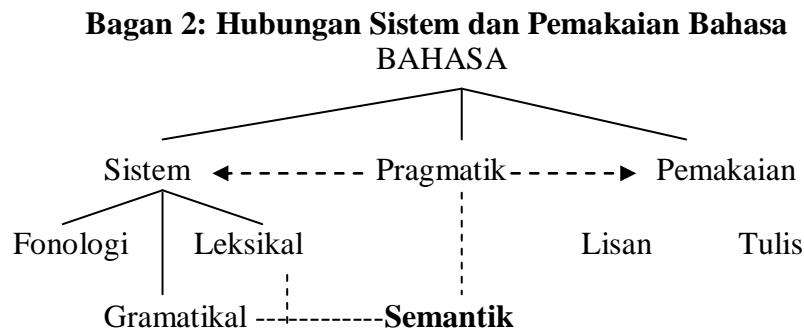 Bagan 2: Hubungan Sistem dan Pemakaian Bahasa
BAHASA
Sistem Pragmatik Pemakaian
Fonologi Leksikal Lisan Tulis
Gramatikal Semantik